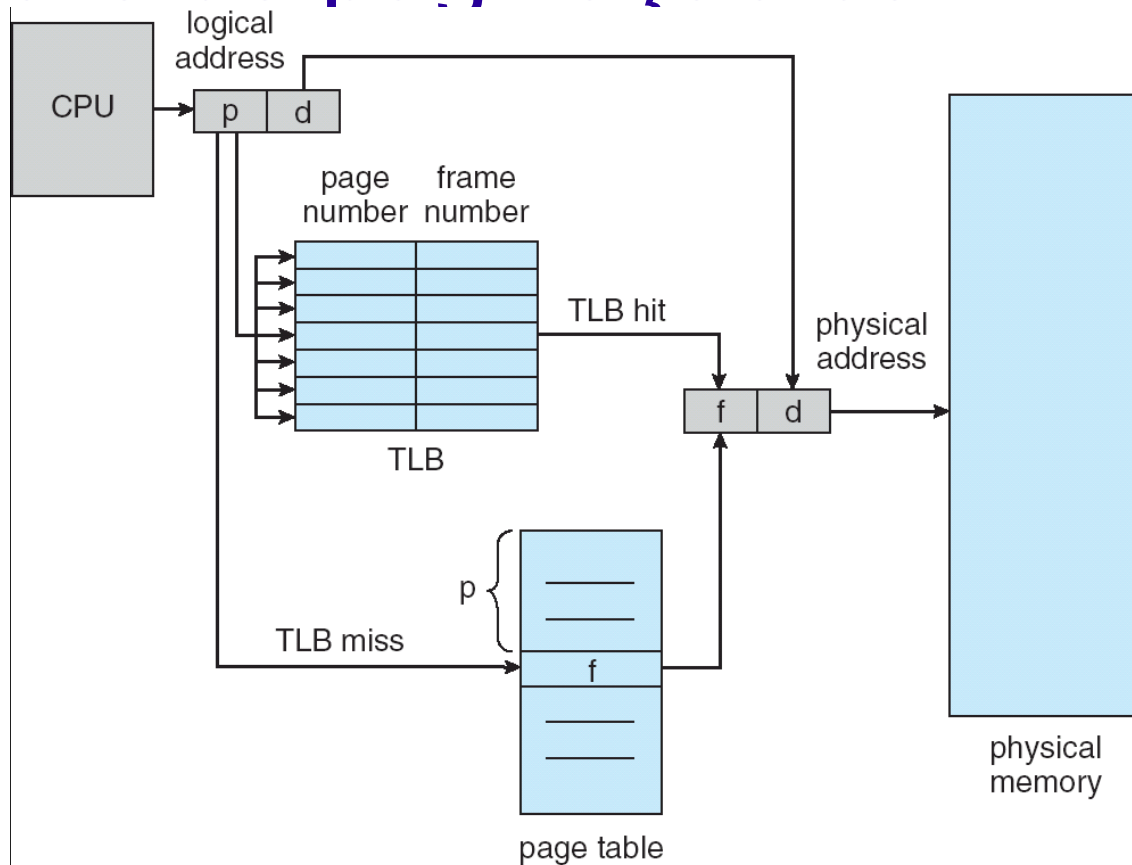 logical
address
CPU
p
d
page
number
frame
number
TLB hit
physical
address
f
d
TLB
p
TLB miss
f
physical
memory
page table